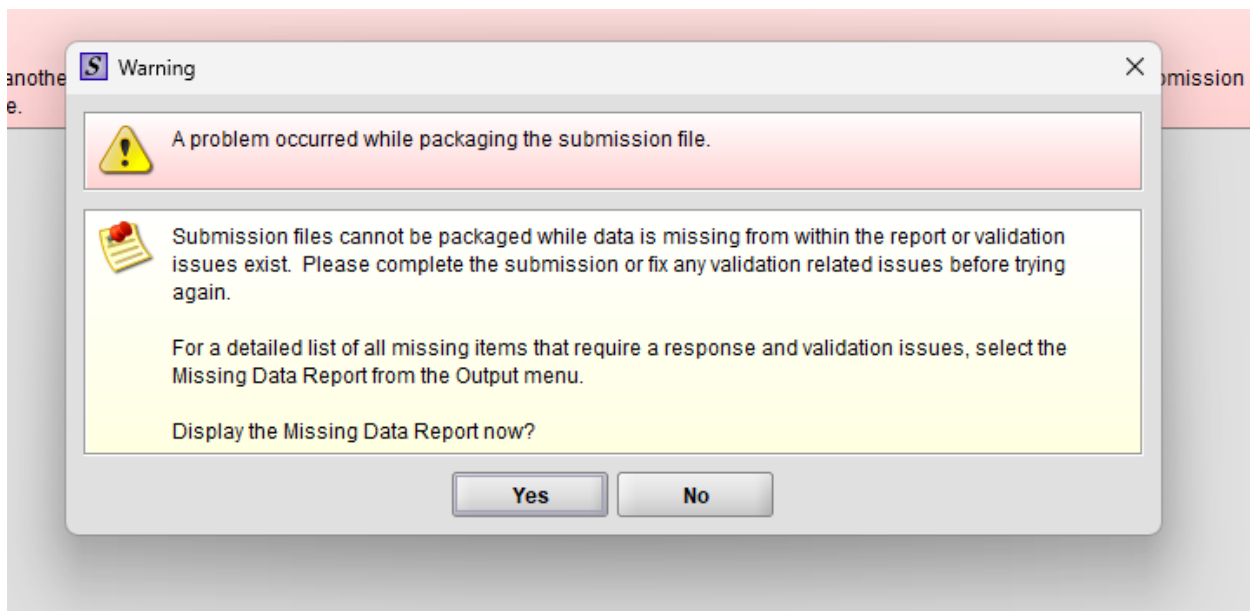 S Warning
anothe
omission
e.
A problem occurred while packaging the submission file.
Submission files cannot be packaged while data is missing from within the report or validation
issues exist.  Please complete the submission or fix any validation related issues before trying
again.
For a detailed list of all missing items that require a response and validation issues, select the
Missing Data Report from the Output menu.
Display the Missing Data Report now?
Yes
No